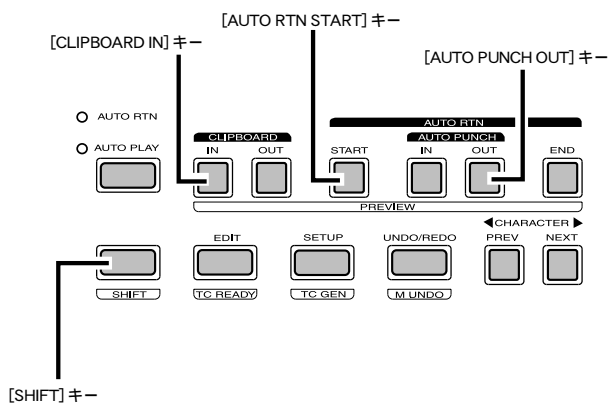 [AUTO RTN START] キー
[CLIPBOARD IN] キー
[AUTO PUNCH OUT] キー
AUTO RTN
AUTO RTN
CLIPBOARD
AUTO PUNCH
AUTO PLAY
IN OUT START IN OUT END
PREVIEW
◀CHARACTER▶
EDIT SETUP UNDO/REDO PREV NEXT
SHIFT TC READY TC GEN M UNDO
[SHIFT] キー